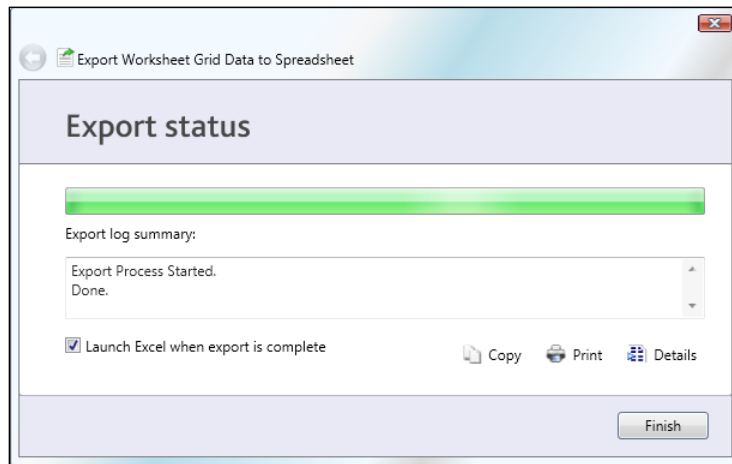 Export Worksheet Grid Data to Spreadsheet
Export status
Export log summary:
Export Process Started.
Done.
Launch Excel when export is complete
Copy Print Details
Finish